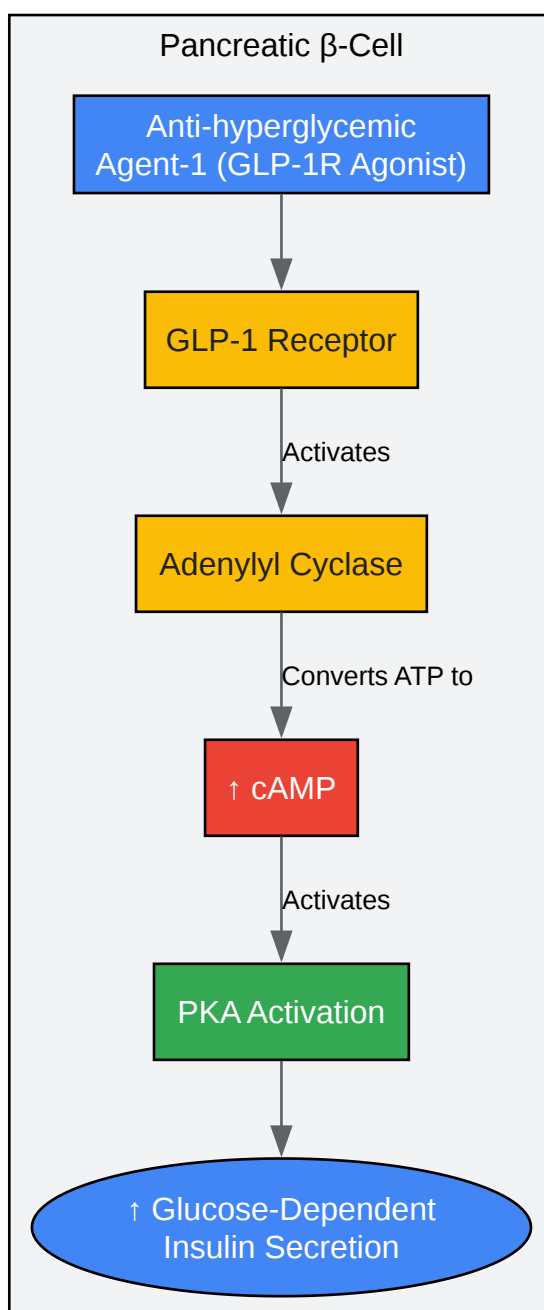 Pancreatic β-Cell
Anti-hyperglycemic
Agent-1 (GLP-1R Agonist)
GLP-1 Receptor
Activates
Adenylyl Cyclase
Converts ATP to
↑ cAMP
Activates
PKA Activation
↑ Glucose-Dependent
Insulin Secretion